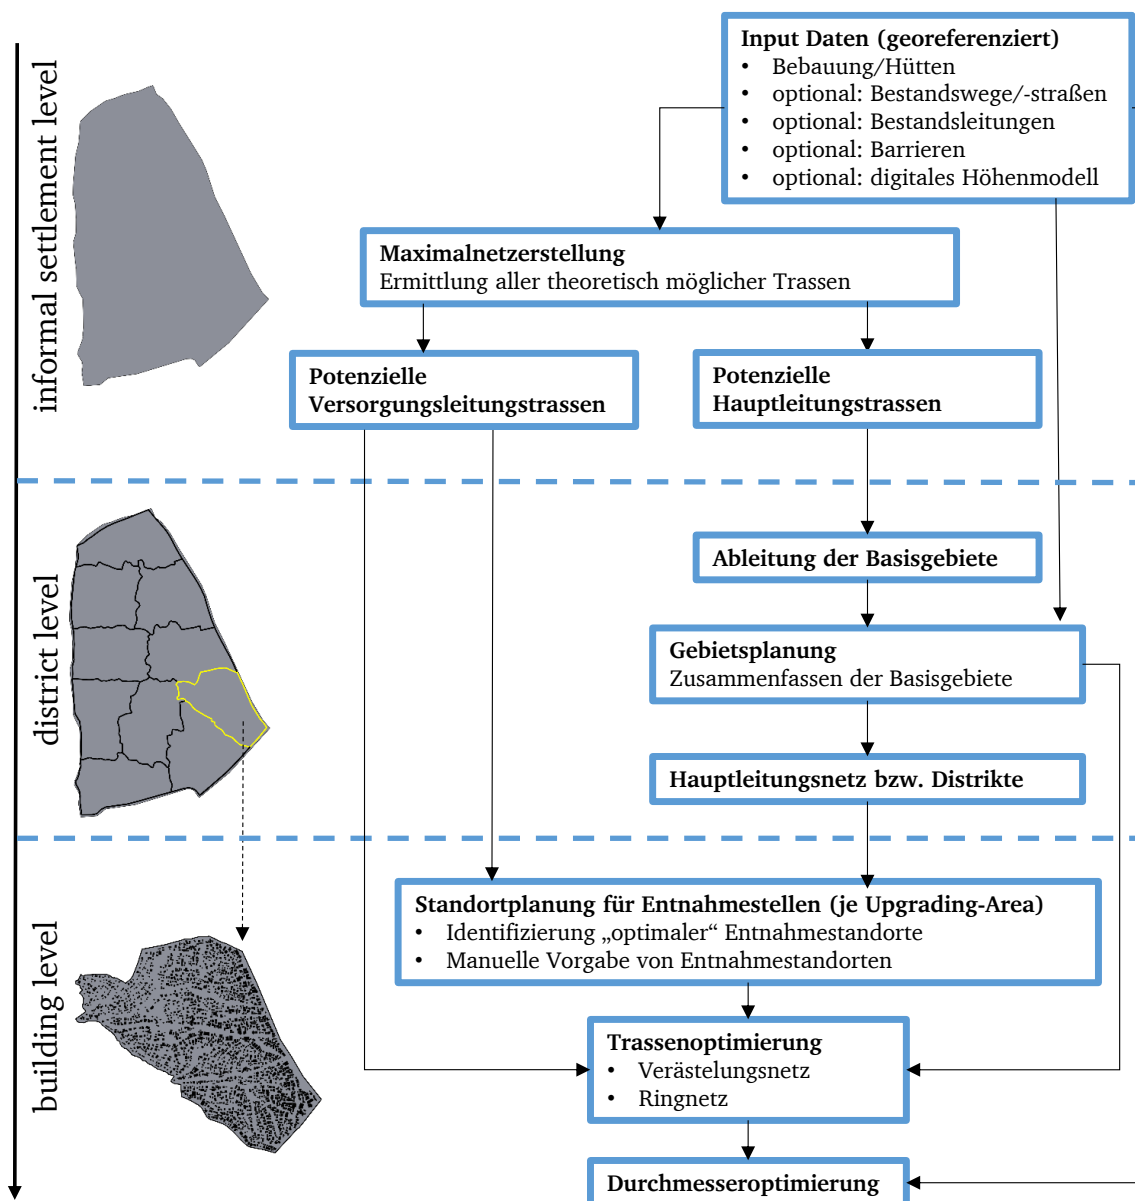 informal settlement level
Input Daten (georeferenziert)
• Bebauung/Hütten
• optional: Bestandswege/-straßen
• optional: Bestandsleitungen
• optional: Barrieren
• optional: digitales Höhenmodell
Maximalnetzerstellung
Ermittlung aller theoretisch möglicher Trassen
Potenzielle
Versorgungsleitungstrassen
Potenzielle
Hauptleitungstrassen
district level
Ableitung der Basisgebiete
Gebietsplanung
Zusammenfassen der Basisgebiete
Hauptleitungsnetz bzw. Distrikte
building level
Standortplanung für Entnahmestellen (je Upgrading-Area)
• Identifizierung „optimaler“ Entnahmestandorte
• Manuelle Vorgabe von Entnahmestandorten
Trassenoptimierung
• Verästelungsnetz
• Ringnetz
Durchmesseroptimierung